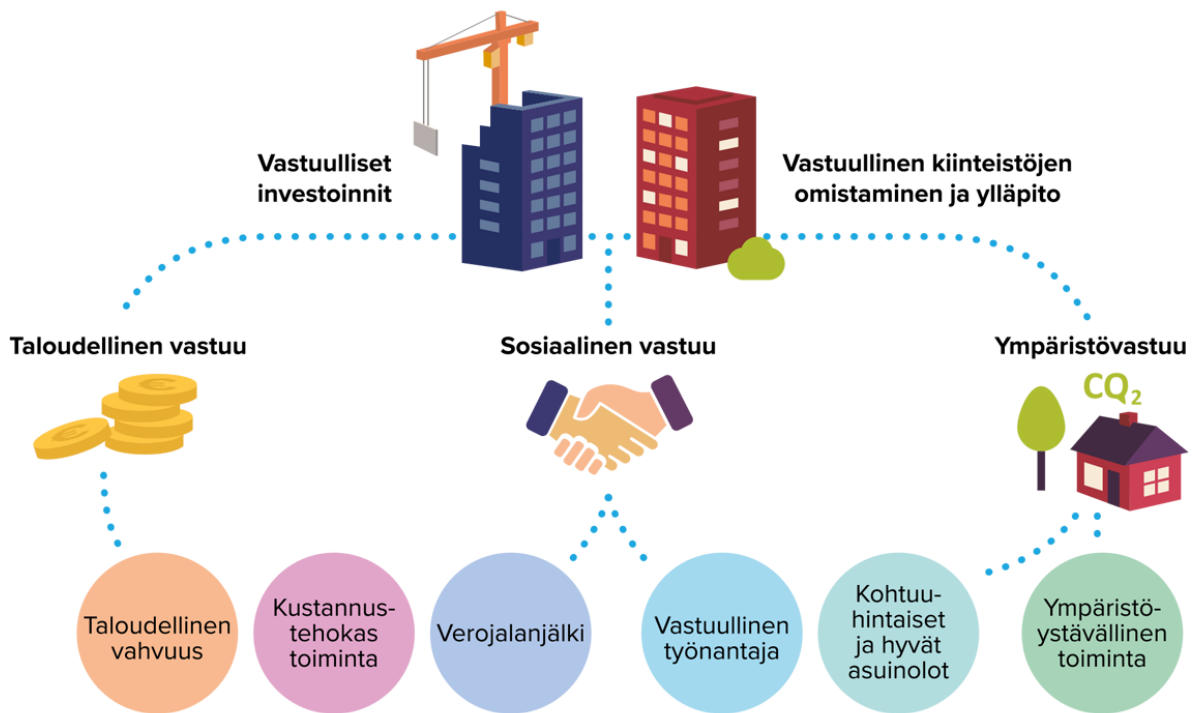 Vastuulliset
investoinnit
Vastuullinen kiinteistöjen
omistaminen ja ylläpito
Taloudellinen vastuu
Sosiaalinen vastuu
Ympäristövastuu
€
€
CQ₂
Taloudellinen
vahvuus
Kustannus-
tehokas
toiminta
Verojalanjälki
Vastuullinen
työnantaja
Kohtuu-
hintaiset
ja hyvät
asuinolot
Ympäristö-
ystävällinen
toiminta